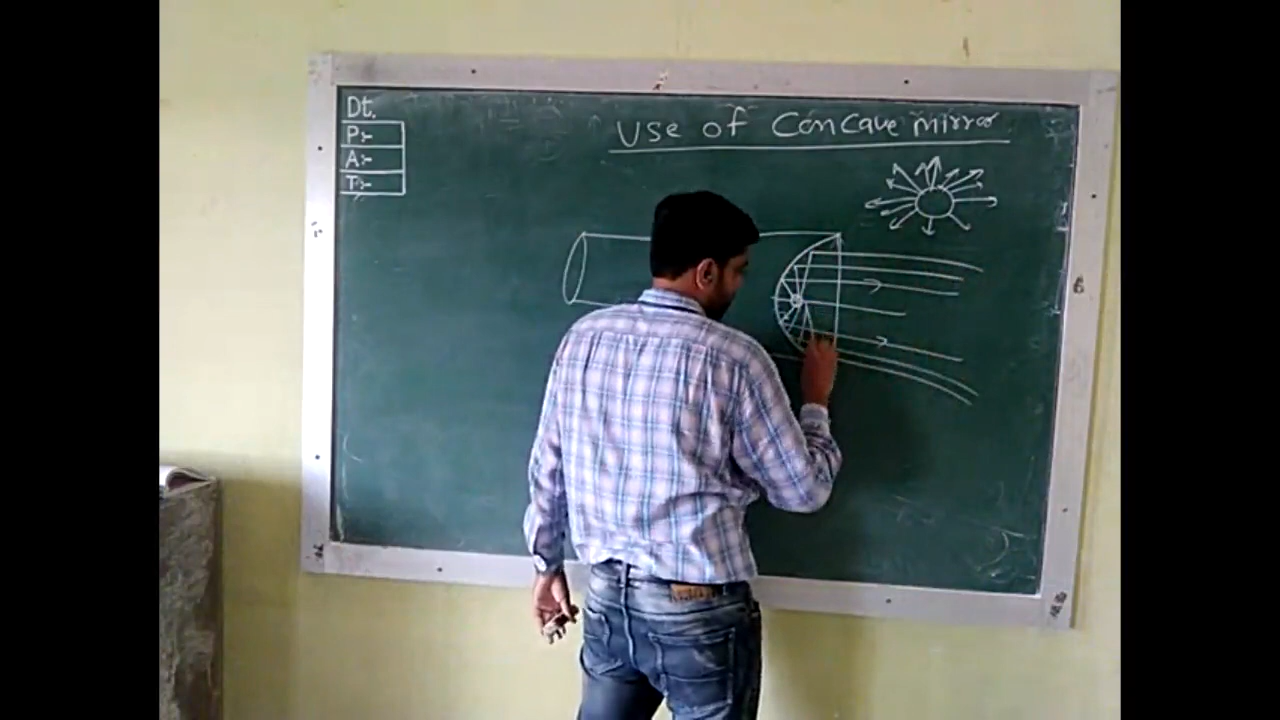 Dt.
P:-
A:-
T:-
Use of Concave mirror